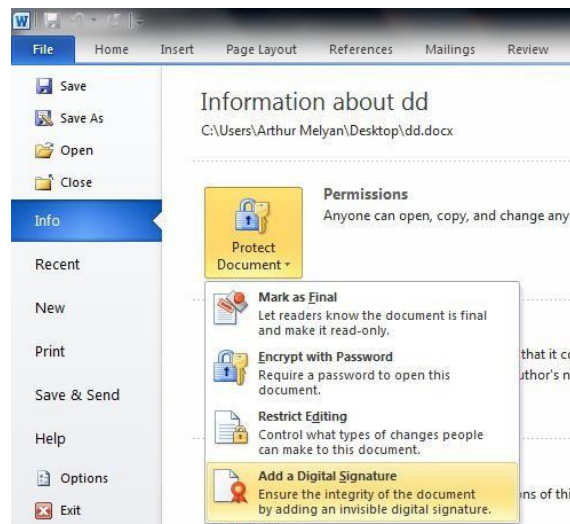 W
File Home Insert Page Layout References Mailings Review
Save
Save As
Open
Close
Info
Recent
New
Print
Save & Send
Help
Options
Exit
Information about dd
C:\Users\Arthur Melyan\Desktop\dd.docx
Permissions
Anyone can open, copy, and change any
Protect
Document
Mark as Final
Let readers know the document is final
and make it read-only.
Encrypt with Password
Require a password to open this
document.
Restrict Editing
Control what types of changes people
can make to this document.
Add a Digital Signature
Ensure the integrity of the document
by adding an invisible digital signature.
that it